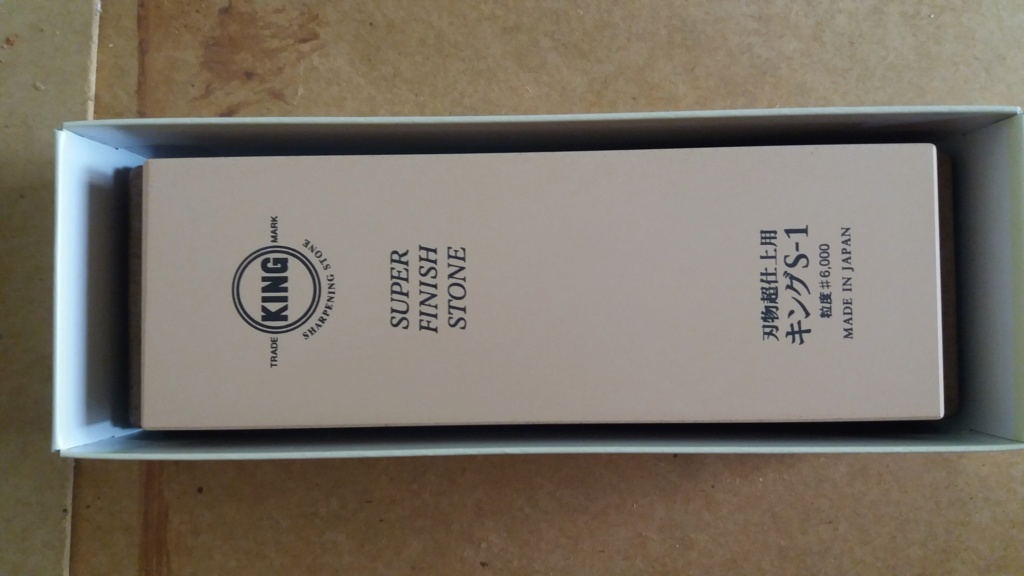 TRADE MARK
KING
SHARPENING STONE
SUPER
FINISH
STONE
刃物超仕上用
キングS-1
粒度#6,000
MADE IN JAPAN